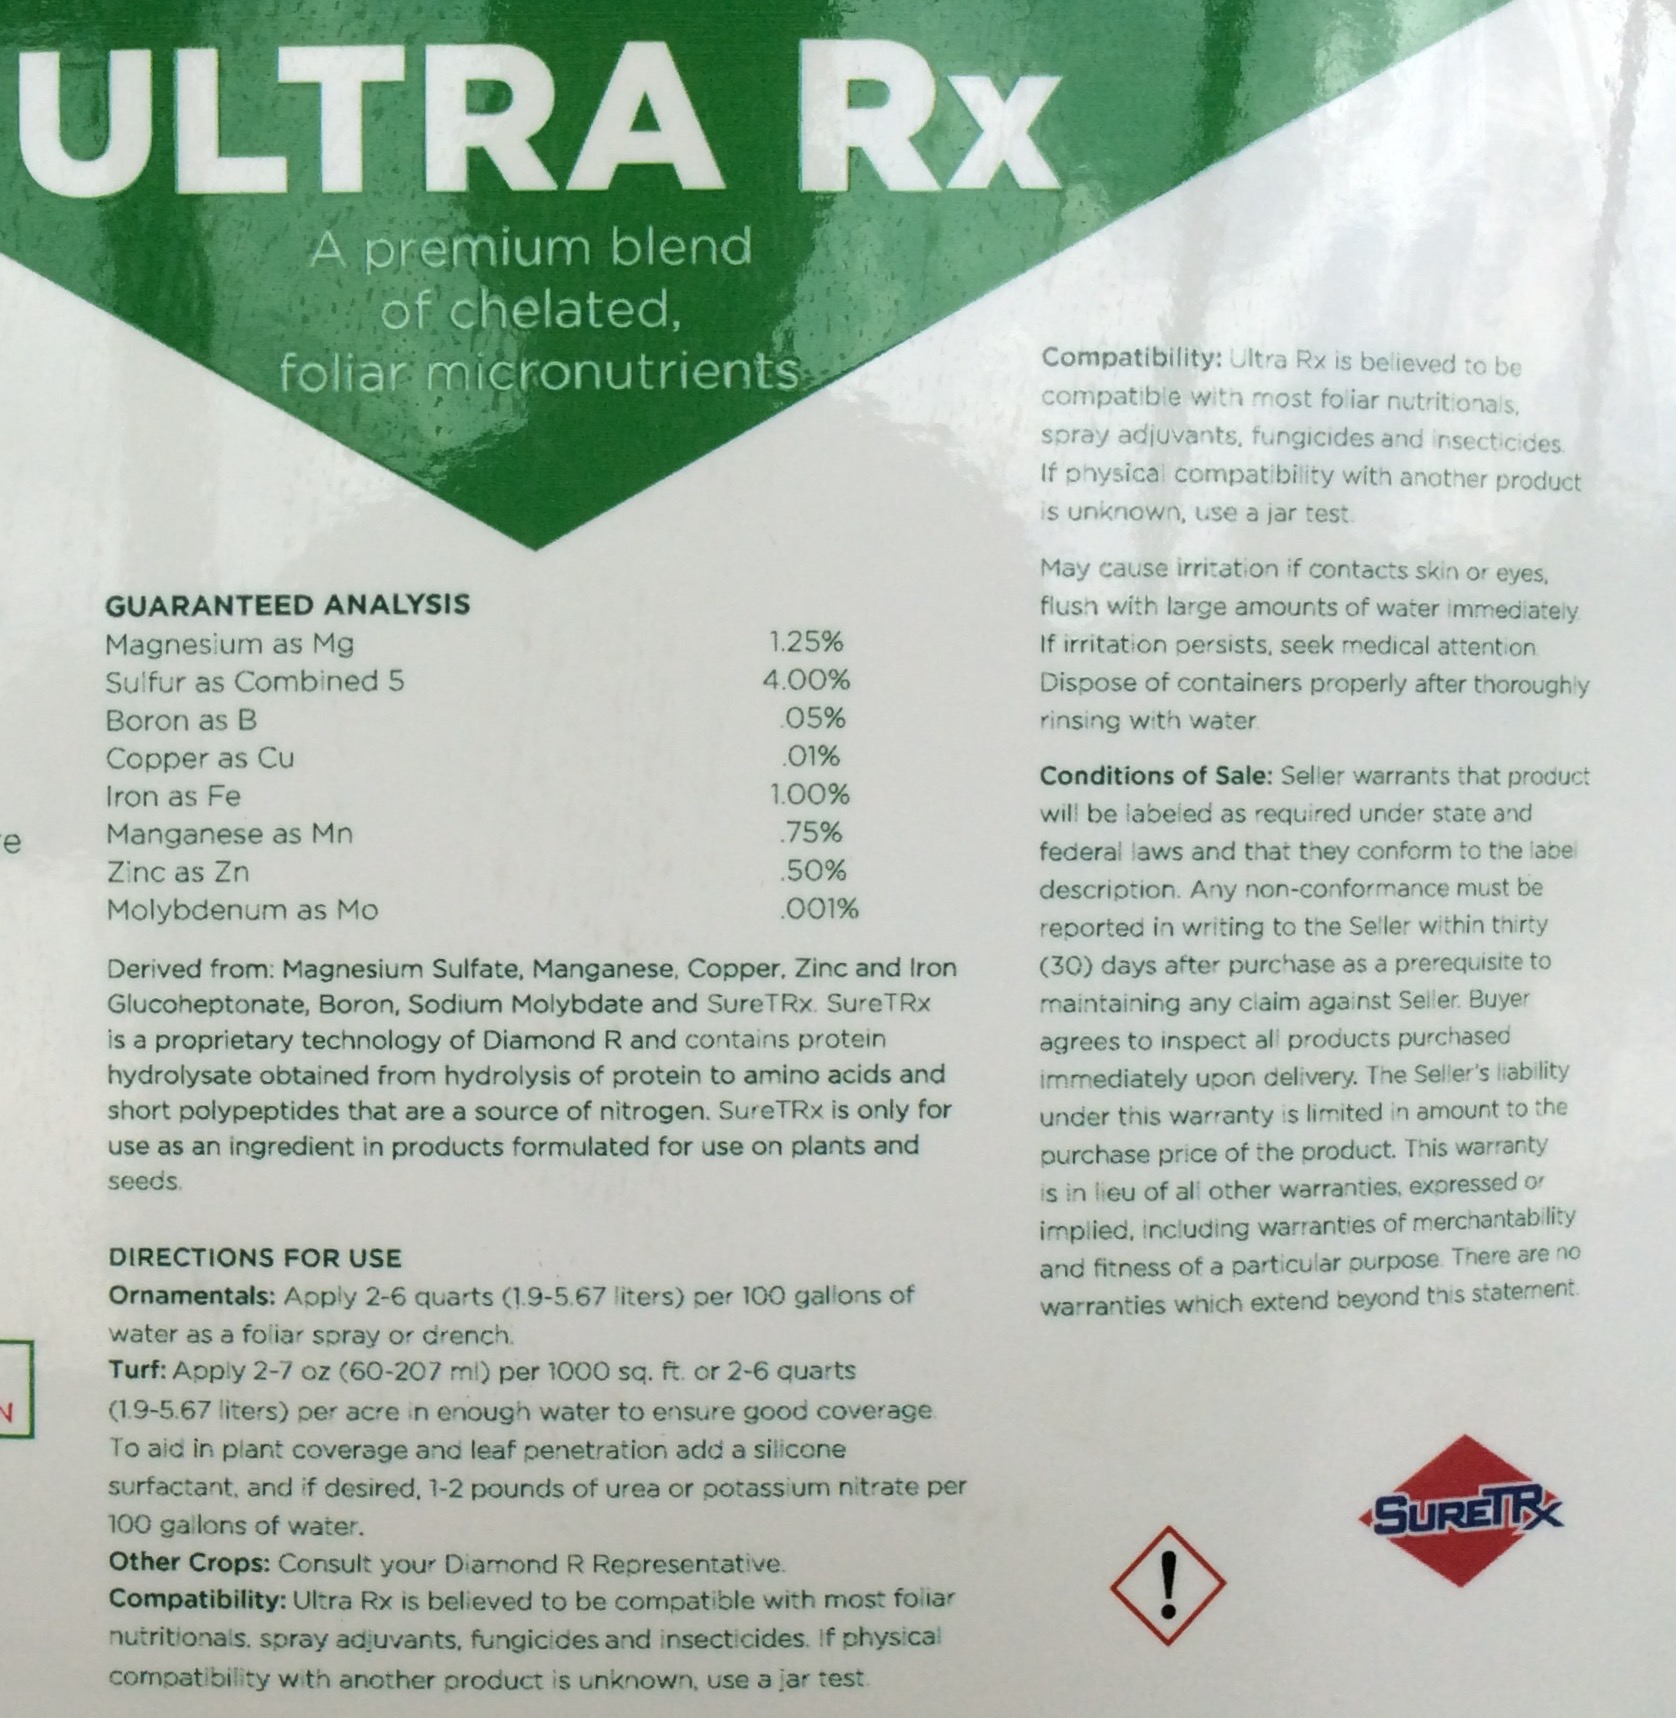 ULTRA Rx
A premium blend
of chelated,
foliar micronutrients
GUARANTEED ANALYSIS
Magnesium as Mg 1.25%
Sulfur as Combined 5 4.00%
Boron as B .05%
Copper as Cu .01%
Iron as Fe 1.00%
Manganese as Mn .75%
Zinc as Zn .50%
Molybdenum as Mo .001%
Derived from: Magnesium Sulfate, Manganese, Copper, Zinc and Iron
Glucoheptonate, Boron, Sodium Molybdate and SureTRx. SureTRx
is a proprietary technology of Diamond R and contains protein
hydrolysate obtained from hydrolysis of protein to amino acids and
short polypeptides that are a source of nitrogen. SureTRx is only for
use as an ingredient in products formulated for use on plants and
seeds.
DIRECTIONS FOR USE
Ornamentals: Apply 2-6 quarts (1.9-5.67 liters) per 100 gallons of
water as a foliar spray or drench.
Turf: Apply 2-7 oz (60-207 ml) per 1000 sq. ft. or 2-6 quarts
(1.9-5.67 liters) per acre in enough water to ensure good coverage.
To aid in plant coverage and leaf penetration add a silicone
surfactant, and if desired, 1-2 pounds of urea or potassium nitrate per
100 gallons of water.
Other Crops: Consult your Diamond R Representative.
Compatibility: Ultra Rx is believed to be compatible with most foliar
nutritionals, spray adjuvants, fungicides and insecticides. If physical
compatibility with another product is unknown, use a jar test.
Compatibility: Ultra Rx is believed to be
compatible with most foliar nutritionals,
spray adjuvants, fungicides and insecticides.
If physical compatibility with another product
is unknown, use a jar test.
May cause irritation if contacts skin or eyes,
flush with large amounts of water immediately.
If irritation persists, seek medical attention.
Dispose of containers properly after thoroughly
rinsing with water.
Conditions of Sale: Seller warrants that product
will be labeled as required under state and
federal laws and that they conform to the label
description. Any non-conformance must be
reported in writing to the Seller within thirty
(30) days after purchase as a prerequisite to
maintaining any claim against Seller. Buyer
agrees to inspect all products purchased
immediately upon delivery. The Seller's liability
under this warranty is limited in amount to the
purchase price of the product. This warranty
is in lieu of all other warranties, expressed or
implied, including warranties of merchantability
and fitness of a particular purpose. There are no
warranties which extend beyond this statement.
SURETRx